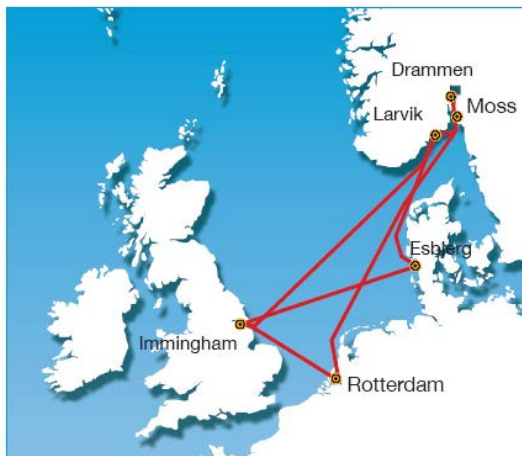 Drammen
Moss
Larvik
Esbjerg
Immingham
Rotterdam